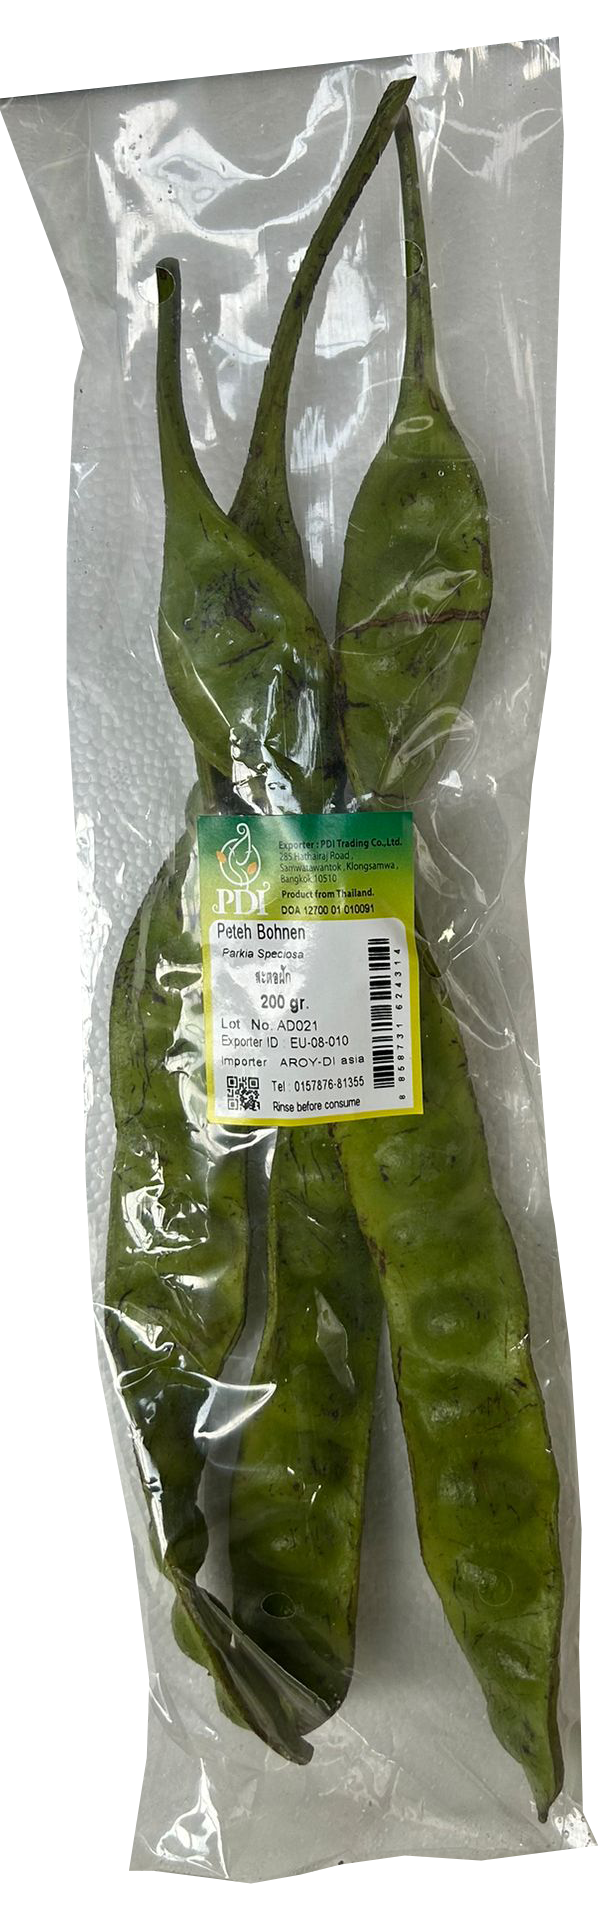 PDI
Exporter : PDI Trading Co.,Ltd.
285 Hathairaj Road ,
Samwatawantok , Klongsamwa ,
Bangkok 10510
Product from Thailand.
DOA 12700 01 010091
Peteh Bohnen
Parkia Speciosa
สะตอฝัก
200 gr.
Lot No. AD021
Exporter ID : EU-08-010
Importer AROY-DI asia
Tel : 0157876-81355
Rinse before consume
8 858731 624314